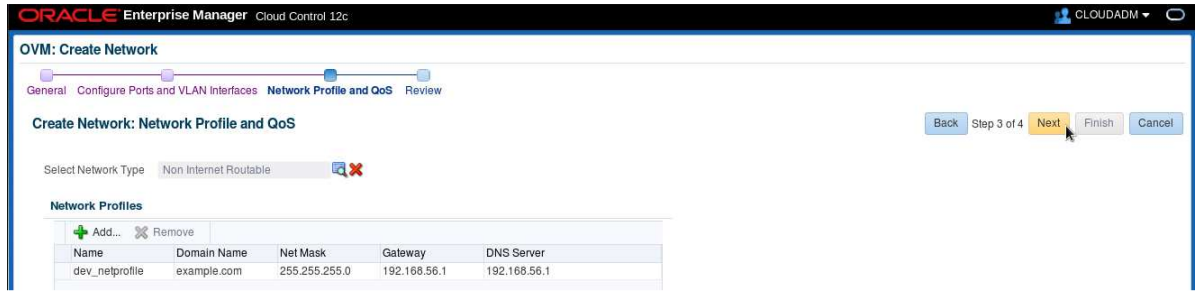 ORACLE Enterprise Manager Cloud Control 12c CLOUDADM
OVM: Create Network
General Configure Ports and VLAN Interfaces Network Profile and QoS Review
Create Network: Network Profile and QoS Back Step 3 of 4 Next Finish Cancel
Select Network Type Non Internet Routable
Network Profiles
Add... Remove
Name Domain Name Net Mask Gateway DNS Server
dev_netprofile example.com 255.255.255.0 192.168.56.1 192.168.56.1